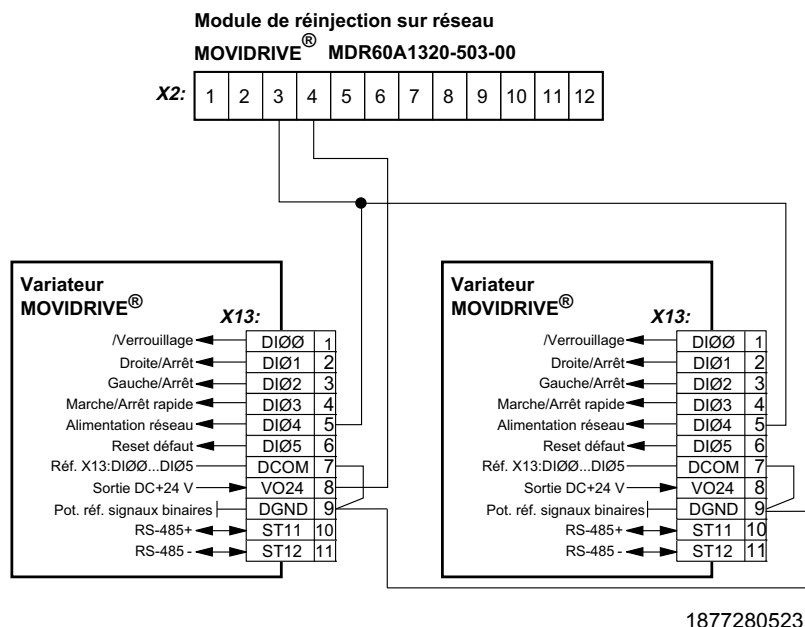 Module de réinjection sur réseau
MOVIDRIVE® MDR60A1320-503-00
X2: 1 2 3 4 5 6 7 8 9 10 11 12
Variateur
MOVIDRIVE®
X13:
/Verrouillage DIØØ 1
Droite/Arrêt DIØ1 2
Gauche/Arrêt DIØ2 3
Marche/Arrêt rapide DIØ3 4
Alimentation réseau DIØ4 5
Reset défaut DIØ5 6
Réf. X13:DIØØ...DIØ5 DCOM 7
Sortie DC+24 V VO24 8
Pot. réf. signaux binaires DGND 9
RS-485+ ST11 10
RS-485 - ST12 11
Variateur
MOVIDRIVE®
X13:
/Verrouillage DIØØ 1
Droite/Arrêt DIØ1 2
Gauche/Arrêt DIØ2 3
Marche/Arrêt rapide DIØ3 4
Alimentation réseau DIØ4 5
Reset défaut DIØ5 6
Réf. X13:DIØØ...DIØ5 DCOM 7
Sortie DC+24 V VO24 8
Pot. réf. signaux binaires DGND 9
RS-485+ ST11 10
RS-485 - ST12 11
1877280523